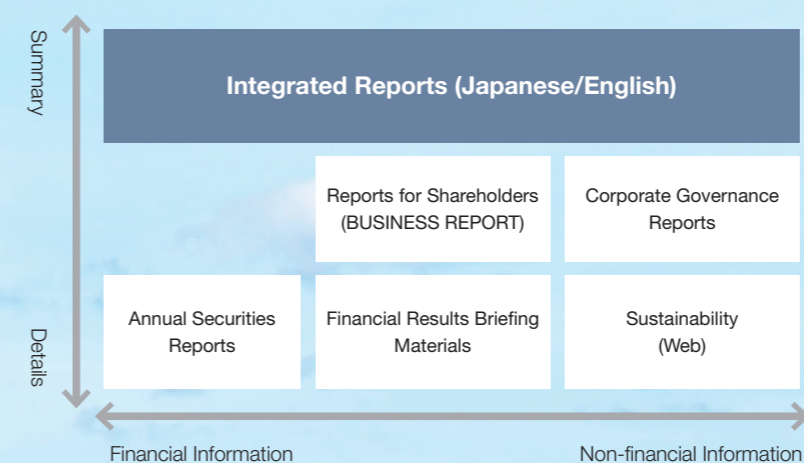 Summary
Integrated Reports (Japanese/English)
Reports for Shareholders
(BUSINESS REPORT)
Corporate Governance
Reports
Details
Annual Securities
Reports
Financial Results Briefing
Materials
Sustainability
(Web)
Financial Information
Non-financial Information